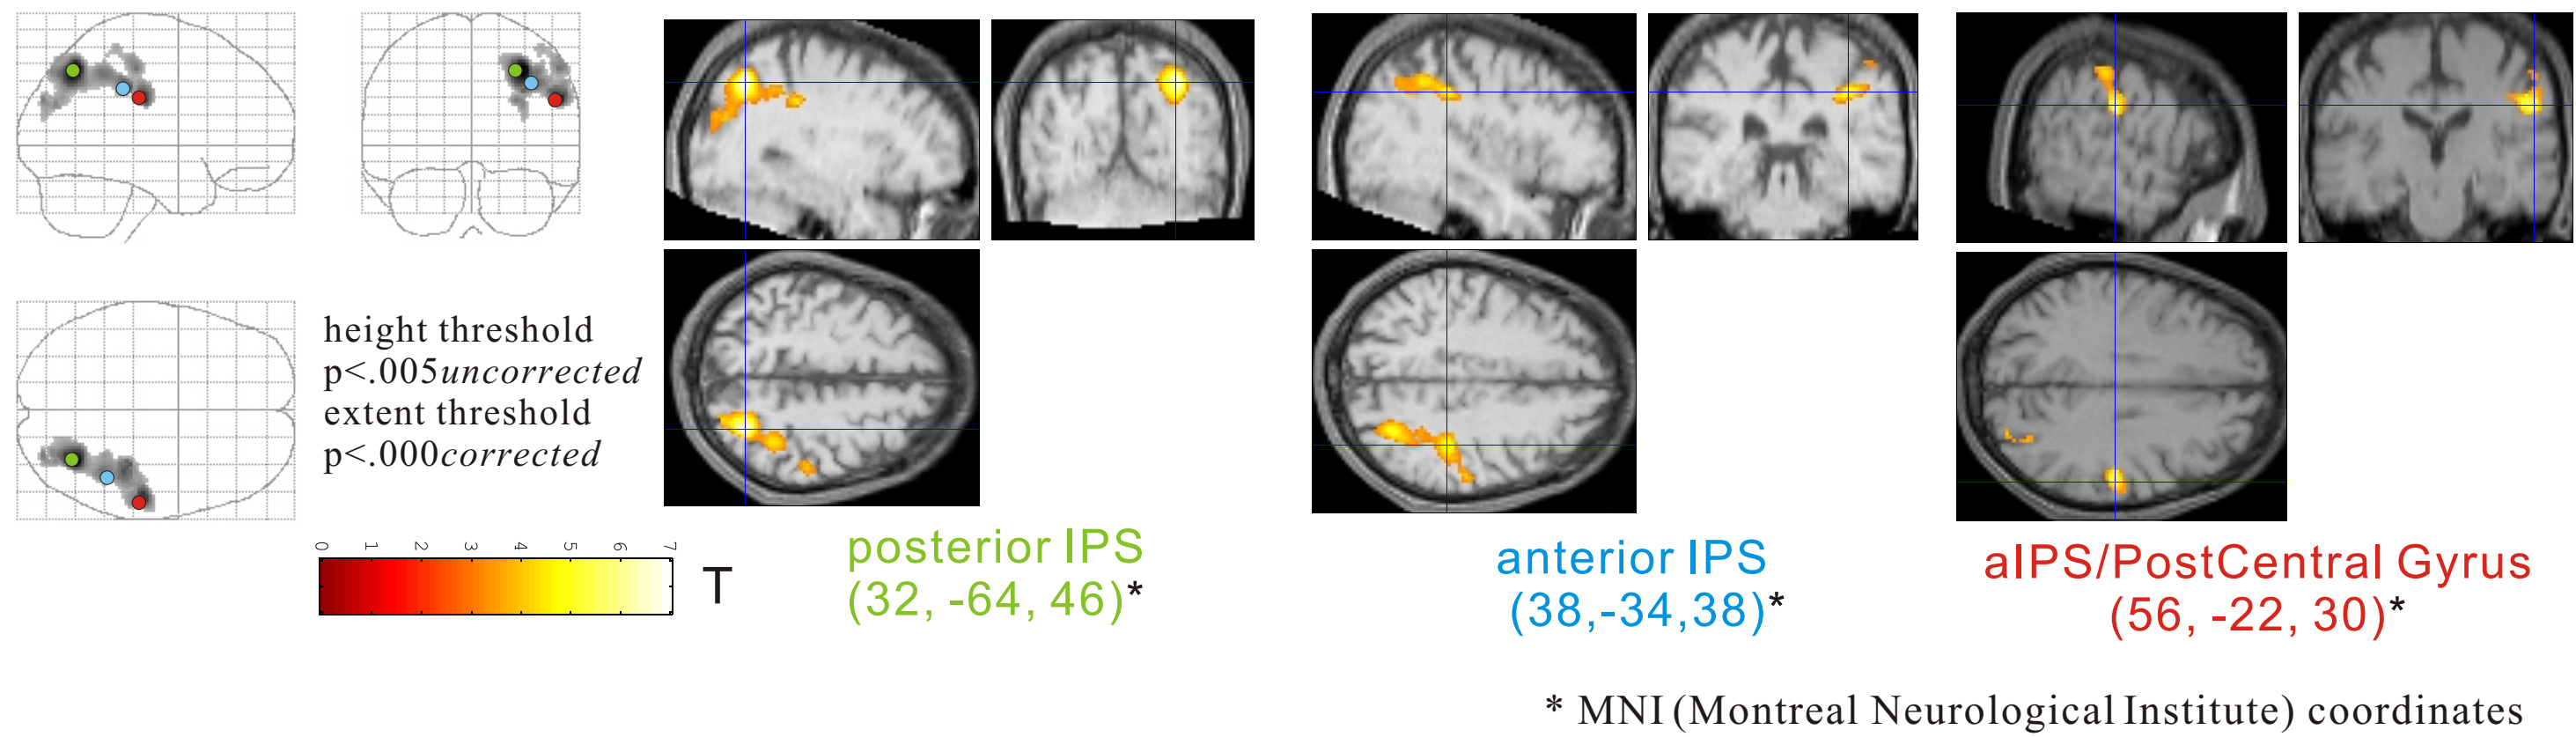 height threshold
p<.005uncorrected
extent threshold
p<.000corrected
0 1 2 3 4 5 6 7
T
posterior IPS
(32, -64, 46)*
anterior IPS
(38,-34,38)*
aIPS/PostCentral Gyrus
(56, -22, 30)*
* MNI (Montreal Neurological Institute) coordinates